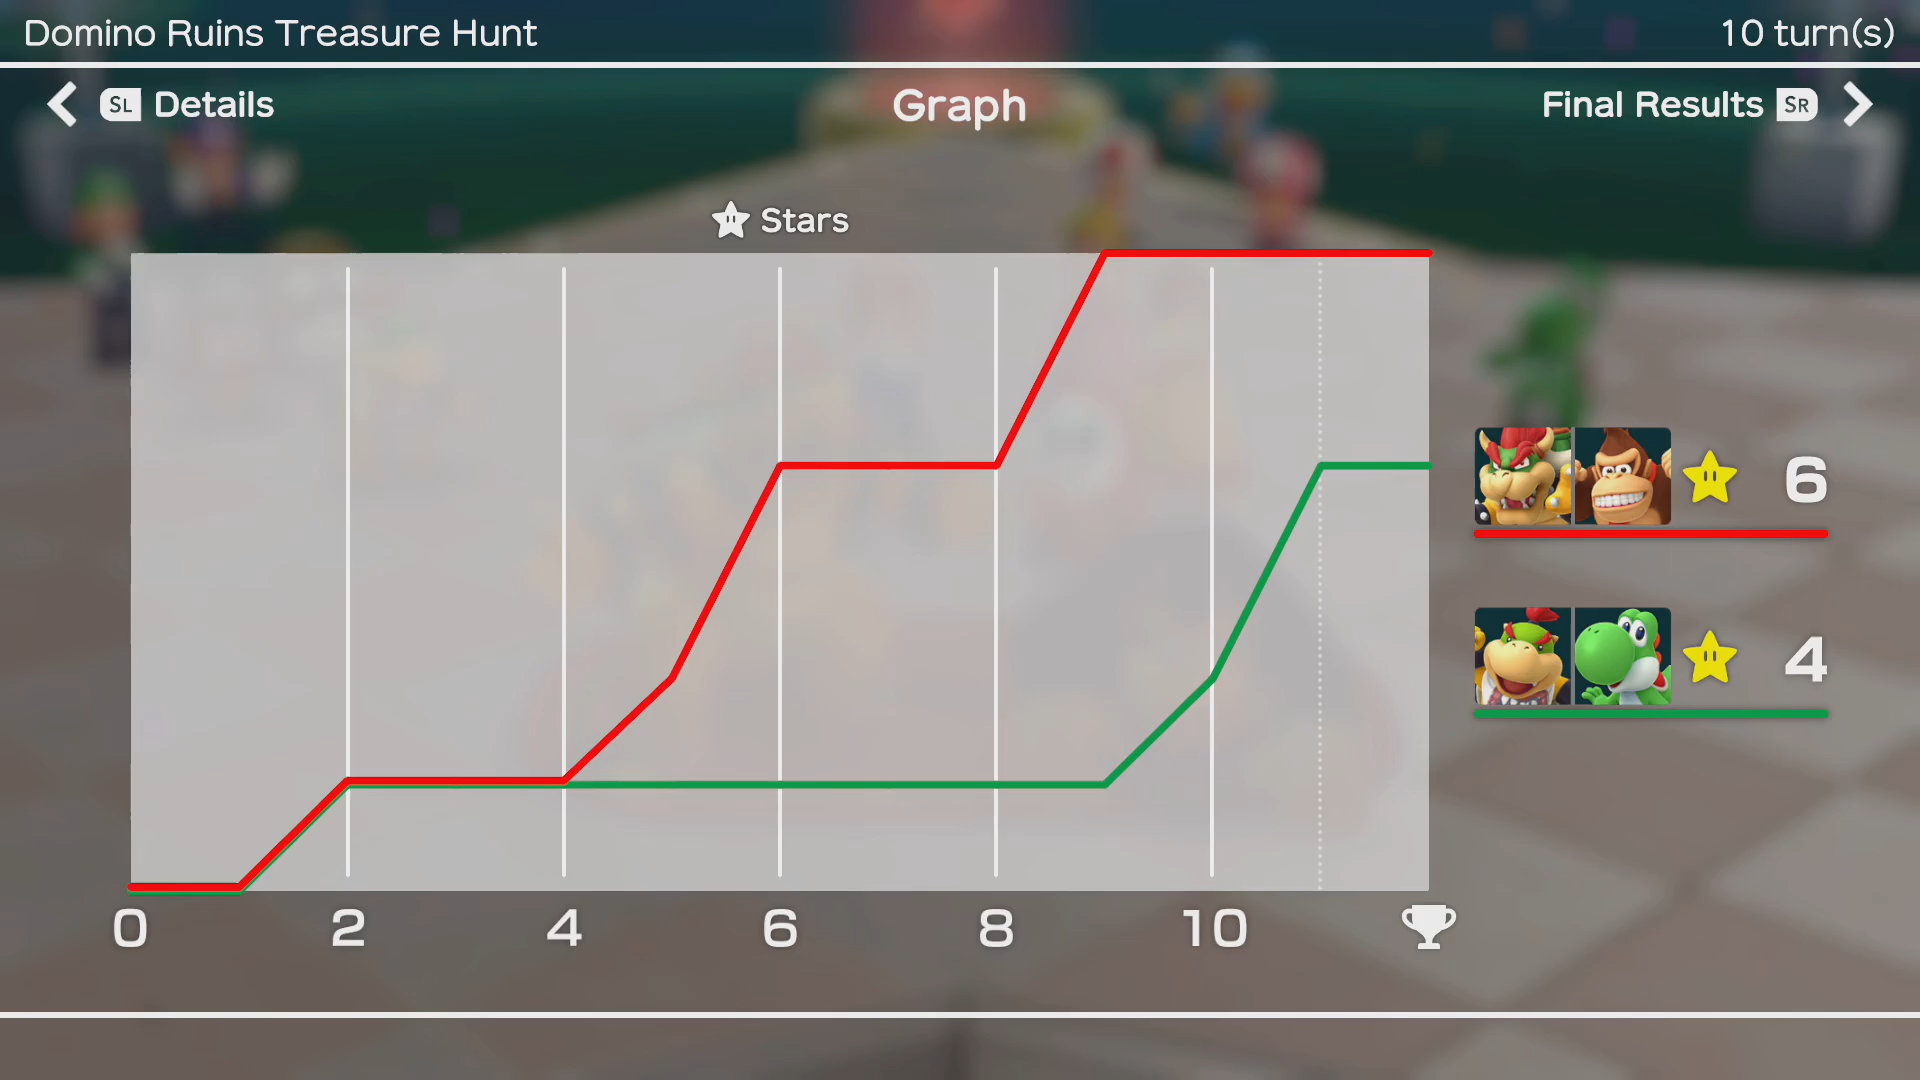 Domino Ruins Treasure Hunt 10 turn(s)
SL Details Graph Final Results SR
Stars
6
4
0 2 4 6 8 10